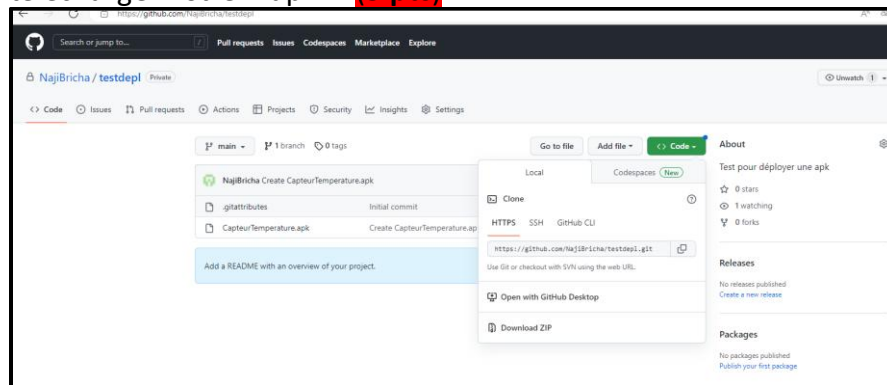 https://github.com/NajiBricha/testdepl
Search or jump to... / Pull requests Issues Codespaces Marketplace Explore
NajiBricha / testdepl Private
Unwatch 1
Code Issues Pull requests Actions Projects Security Insights Settings
main 1 branch 0 tags Go to file Add file Code
NajiBricha Create CapteurTemperature.apk
.gitattributes Initial commit
CapteurTemperature.apk Create CapteurTemperature.ap
Add a README with an overview of your project.
Local Codespaces New
Clone
HTTPS SSH GitHub CLI
https://github.com/NajiBricha/testdepl.git
Use Git or checkout with SVN using the web URL.
Open with GitHub Desktop
Download ZIP
About
Test pour déployer une apk
0 stars
1 watching
0 forks
Releases
No releases published
Create a new release
Packages
No packages published
Publish your first package